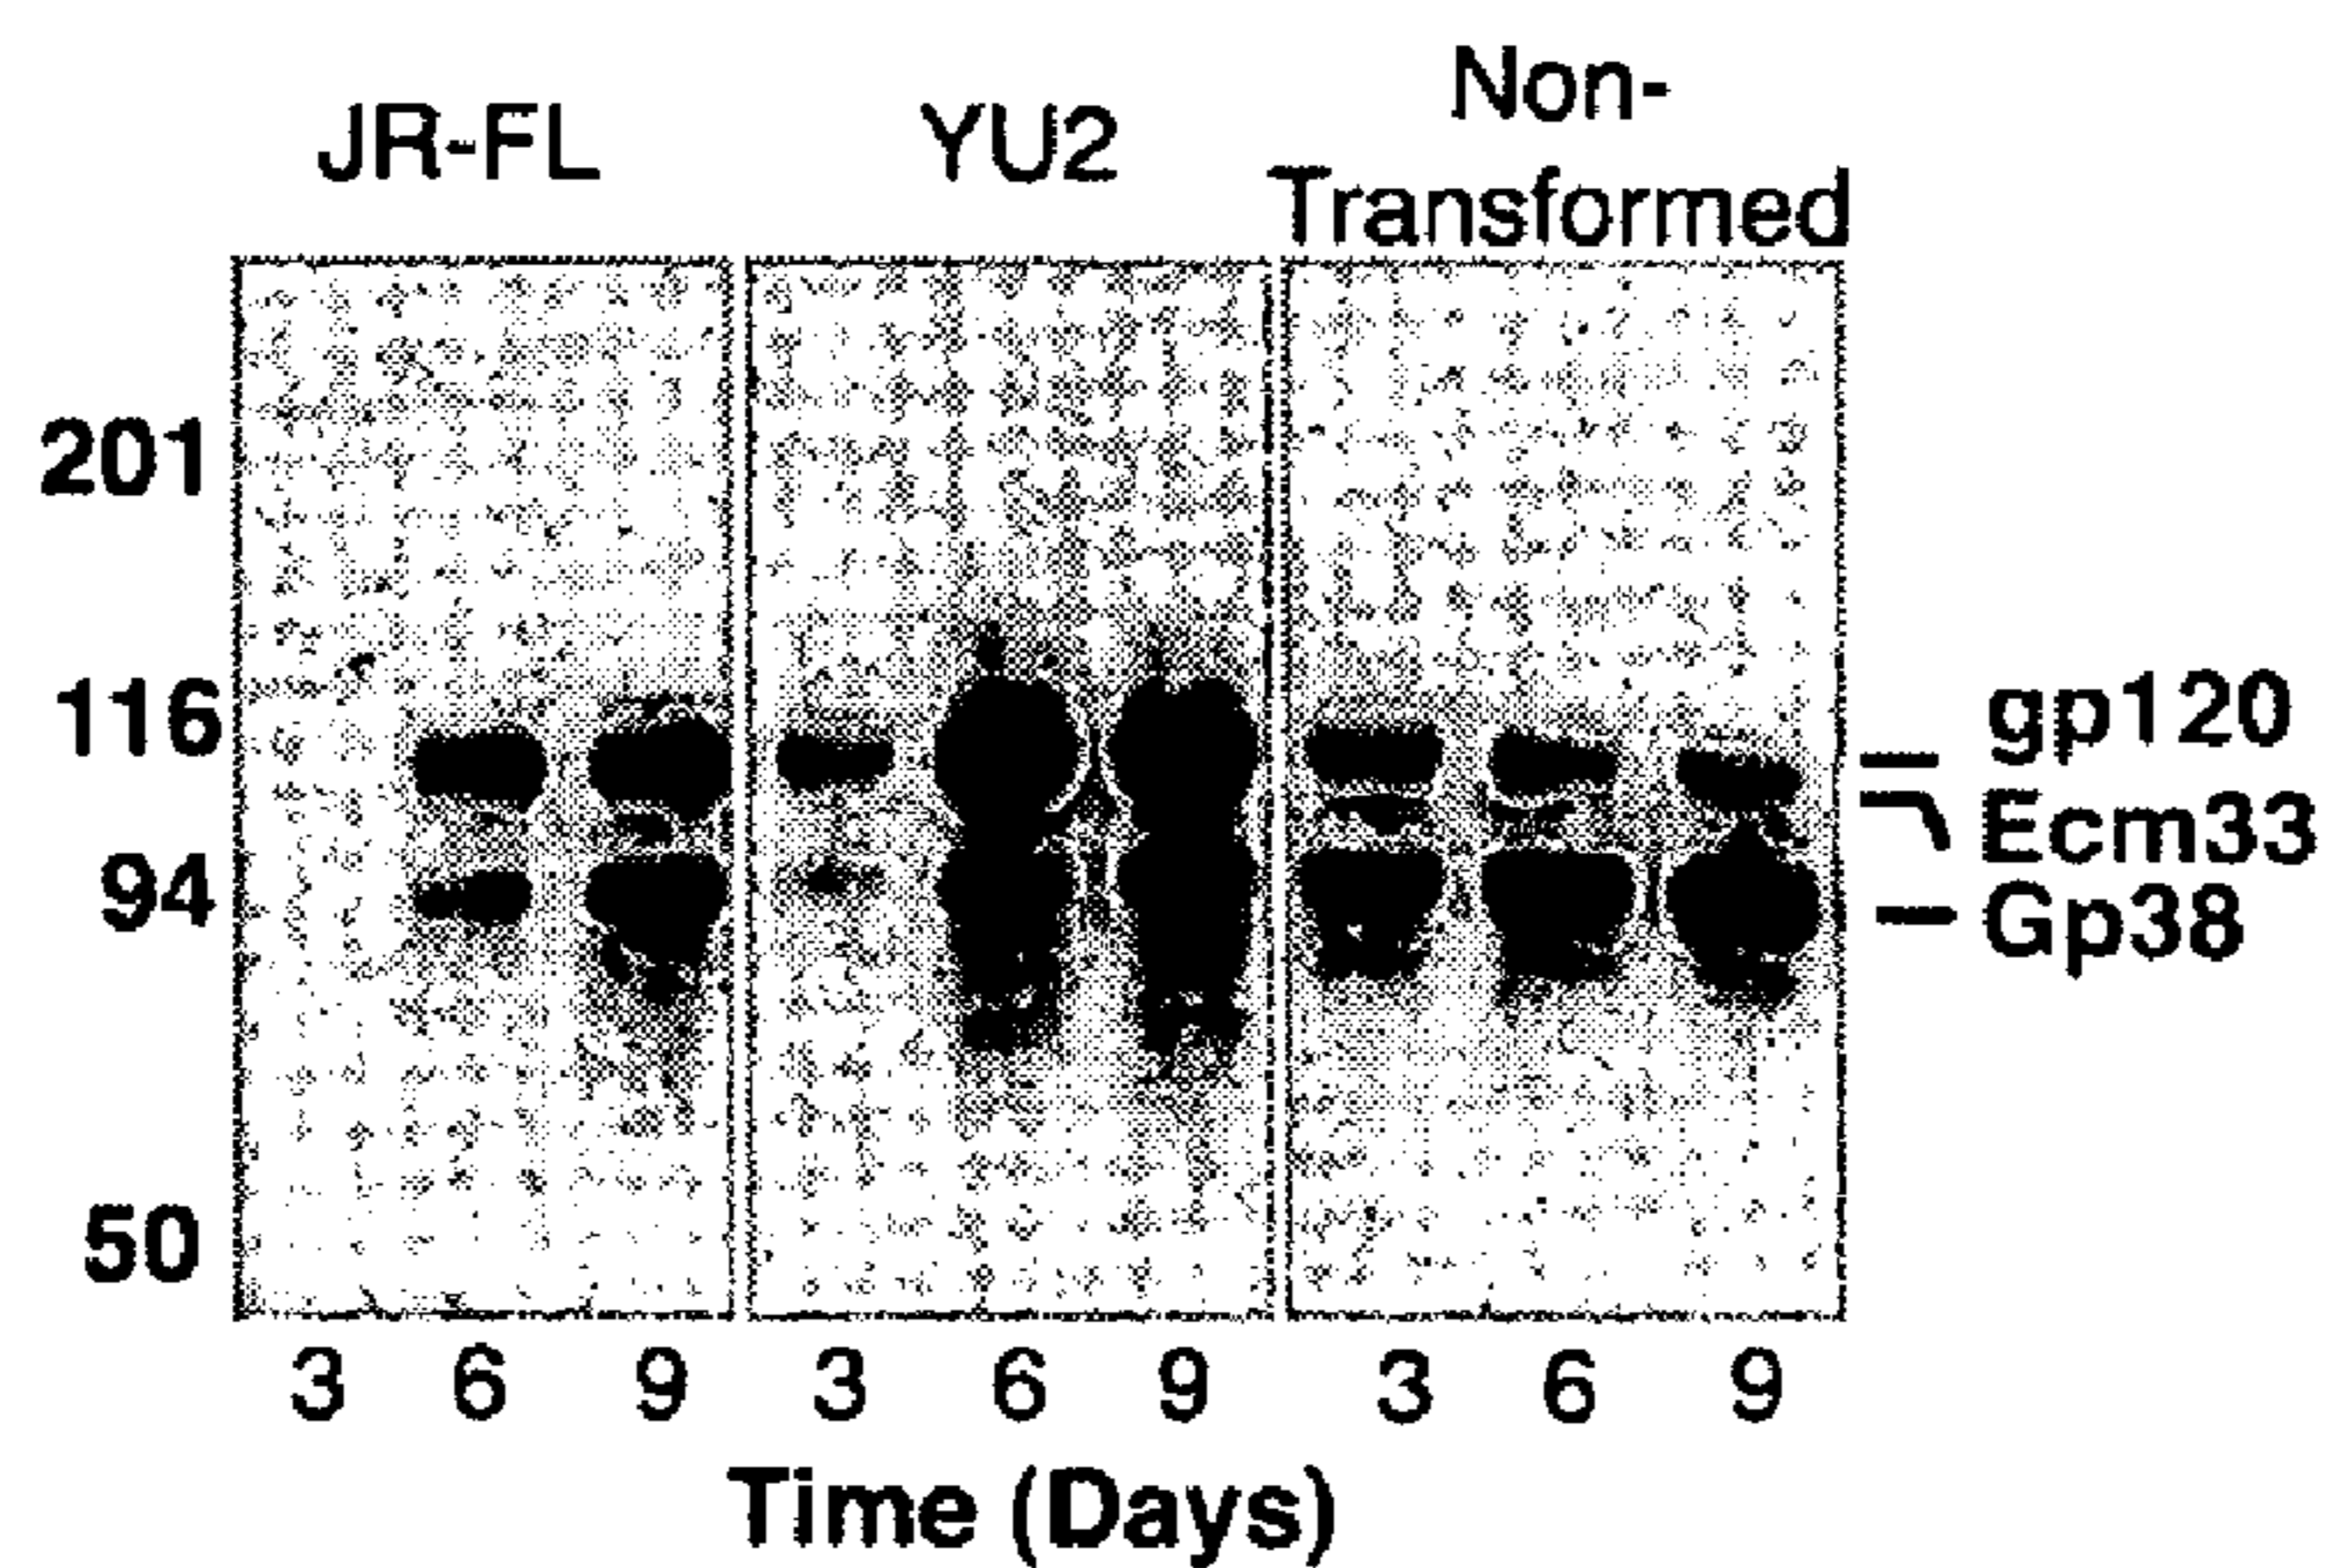 JR-FL YU2 Non-
Transformed
201
116
94
50
gp120
Ecm33
Gp38
3 6 9 3 6 9 3 6 9
Time (Days)